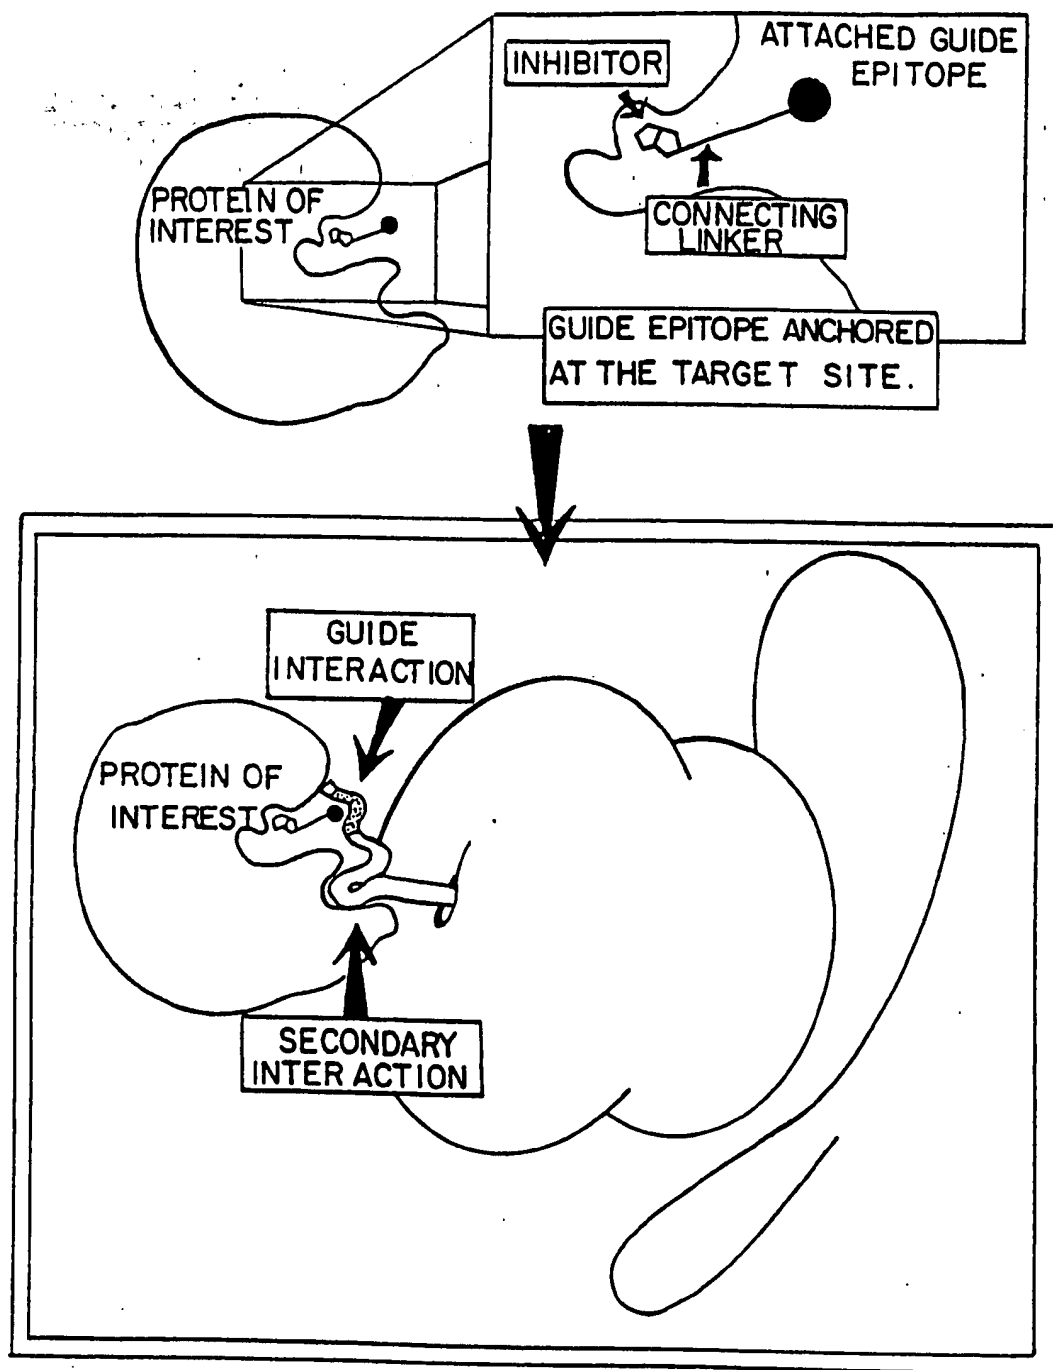 INHIBITOR
ATTACHED GUIDE
EPITOPE
PROTEIN OF
INTEREST
CONNECTING
LINKER
GUIDE EPITOPE ANCHORED
AT THE TARGET SITE.
GUIDE
INTERACTION
PROTEIN OF
INTEREST
SECONDARY
INTERACTION